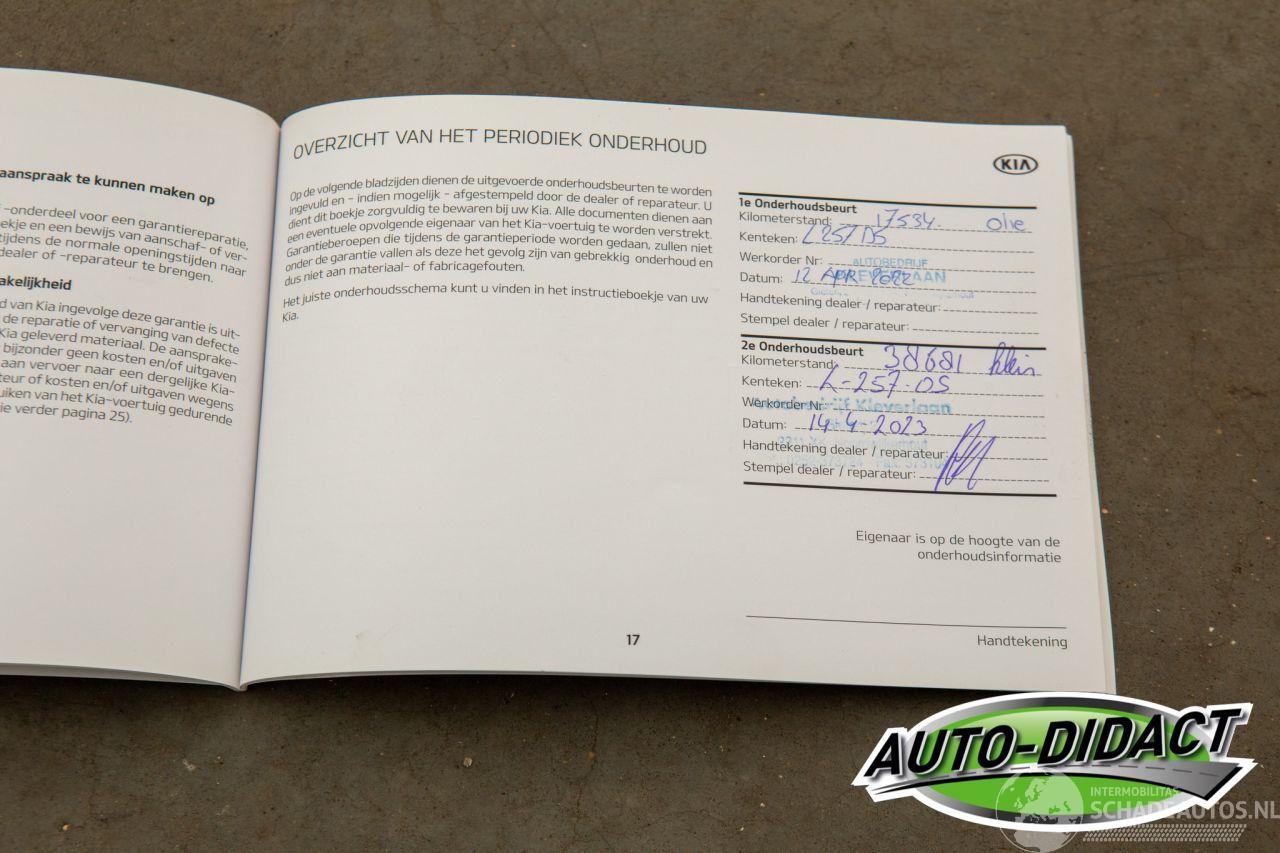 aanspraak te kunnen maken op
-onderdeel voor een garantiereparatie,
ekje en een bewijs van aanschaf- of ver-
tijdens de normale openingstijden naar
dealer of -reparateur te brengen.
akelijkheid
d van Kia ingevolge deze garantie is uit-
de reparatie of vervanging van defecte
Kia geleverd materiaal. De aansprake-
bijzonder geen kosten en/of uitgaven
aan vervoer naar een dergelijke Kia-
teur of kosten en/of uitgaven wegens
uiken van het Kia-voertuig gedurende
ie verder pagina 25).
OVERZICHT VAN HET PERIODIEK ONDERHOUD
Op de volgende bladzijden dienen de uitgevoerde onderhoudsbeurten te worden
ingevuld en - indien mogelijk - afgestempeld door de dealer of reparateur. U
dient dit boekje zorgvuldig te bewaren bij uw Kia. Alle documenten dienen aan
een eventuele opvolgende eigenaar van het Kia-voertuig te worden verstrekt.
Garantieberoepen die tijdens de garantieperiode worden gedaan, zullen niet
onder de garantie vallen als deze het gevolg zijn van gebrekkig onderhoud en
dus niet aan materiaal- of fabricagefouten.
Het juiste onderhoudsschema kunt u vinden in het instructieboekje van uw
Kia.
KIA
1e Onderhoudsbeurt
Kilometerstand: 17534. Olie
Kenteken: L257DS
Werkorder Nr: AUTOBEDRIJF
Datum: 12 APR 2022
Handtekening dealer / reparateur:
Stempel dealer / reparateur:
2e Onderhoudsbeurt
Kilometerstand: 38681 klein
Kenteken: L-257-DS
Werkorder Nr: Autobedrijf Kleverlaan
Datum: 14-4-2023
Handtekening dealer / reparateur:
Stempel dealer / reparateur:
Eigenaar is op de hoogte van de
onderhoudsinformatie
Handtekening
17
AUTO-DIDACT
INTERMOBILITAS
SCHADEAUTOS.NL